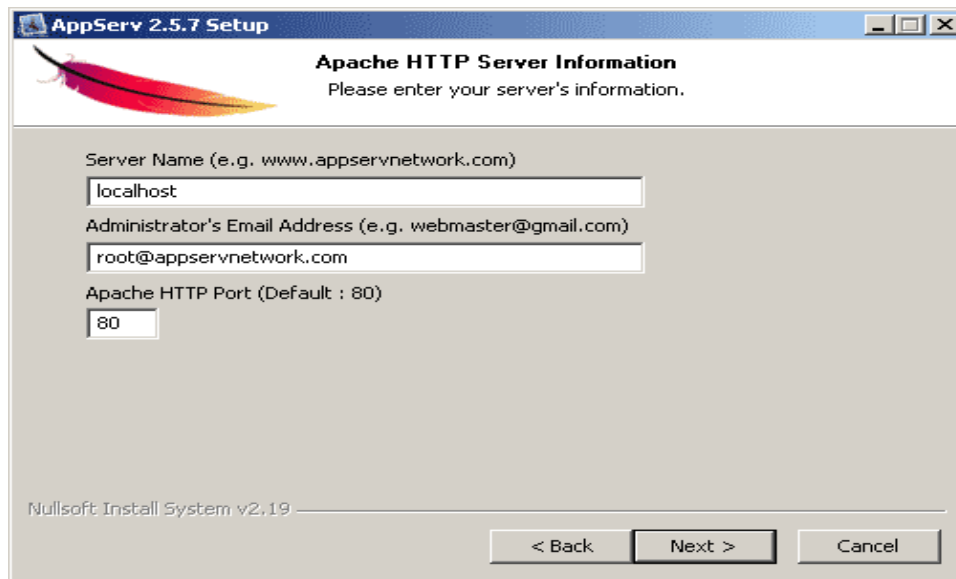 AppServ 2.5.7 Setup
Apache HTTP Server Information
Please enter your server's information.
Server Name (e.g. www.appservnetwork.com)
localhost
Administrator's Email Address (e.g. webmaster@gmail.com)
root@appservnetwork.com
Apache HTTP Port (Default : 80)
80
Nullsoft Install System v2.19
< Back Next > Cancel